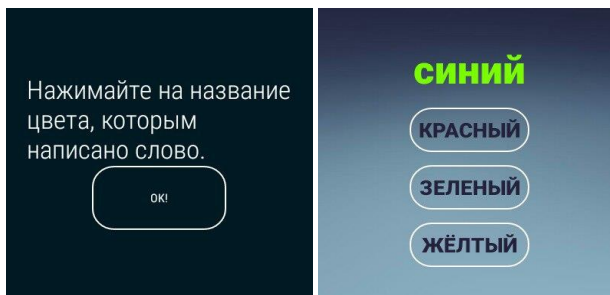 Нажимайте на название
цвета, которым
написано слово.
ОК!
синий
КРАСНЫЙ
ЗЕЛЕНЫЙ
ЖЁЛТЫЙ